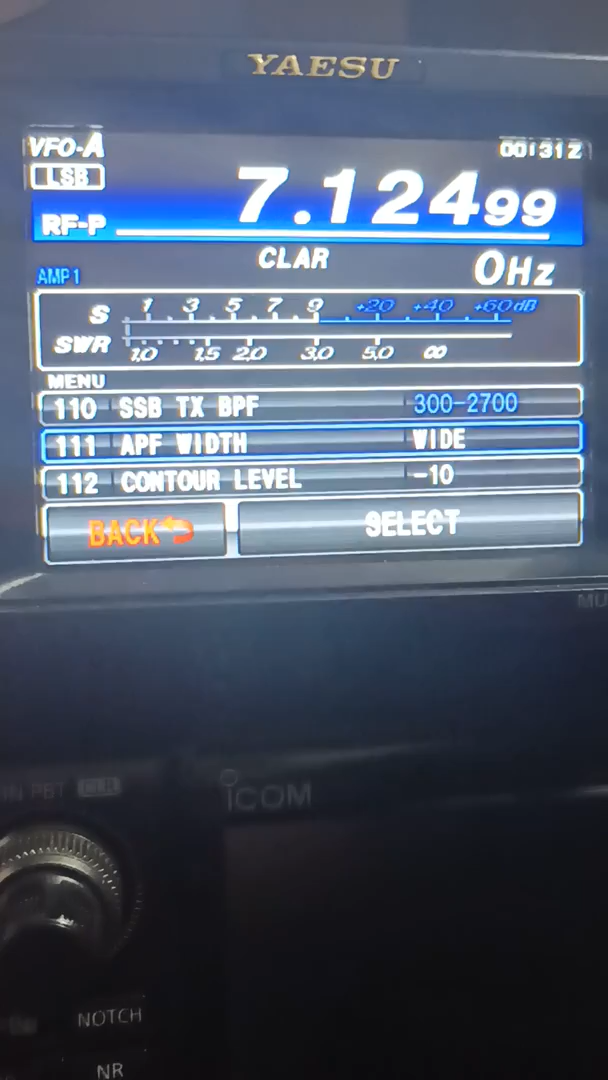 YAESU
VFO-A
00:31Z
LSB
7.12499
RF-P
CLAR
0Hz
AMP1
S 1 3 5 7 9 +20 +40 +60dB
SWR 1.0 1.5 2.0 3.0 5.0 ∞
MENU
110 SSB TX BPF 300-2700
111 APF WIDTH WIDE
112 CONTOUR LEVEL -10
BACK SELECT
PBT CLR
ICOM
NOTCH
NR